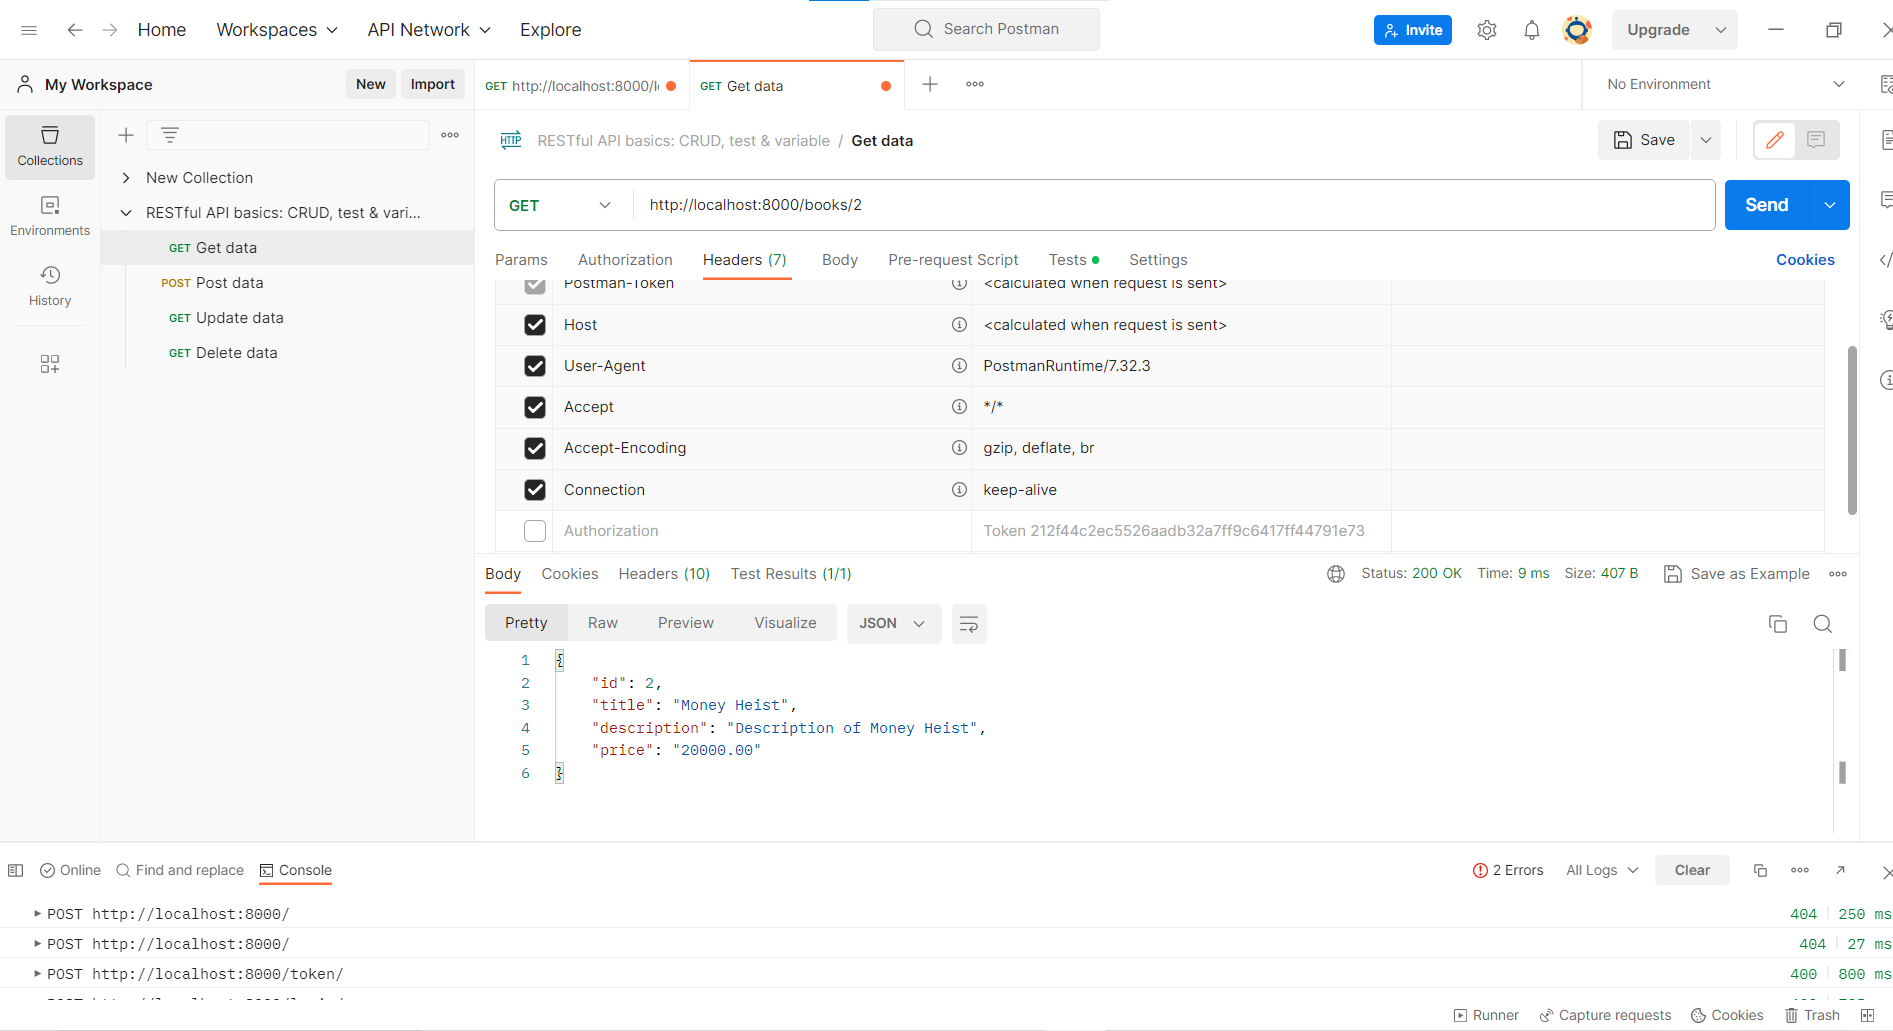 Home Workspaces API Network Explore Search Postman Invite Upgrade
My Workspace New Import
GET http://localhost:8000/l GET Get data No Environment
Collections
Environments
History
New Collection
RESTful API basics: CRUD, test & vari...
GET Get data
POST Post data
GET Update data
GET Delete data
HTTP RESTful API basics: CRUD, test & variable / Get data Save
GET http://localhost:8000/books/2 Send
Params Authorization Headers (7) Body Pre-request Script Tests Settings Cookies
Postman-Token <calculated when request is sent>
Host <calculated when request is sent>
User-Agent PostmanRuntime/7.32.3
Accept */*
Accept-Encoding gzip, deflate, br
Connection keep-alive
Authorization Token 212f44c2ec5526aadb32a7ff9c6417ff44791e73
Body Cookies Headers (10) Test Results (1/1) Status: 200 OK Time: 9 ms Size: 407 B Save as Example
Pretty Raw Preview Visualize JSON
1 {
2 "id": 2,
3 "title": "Money Heist",
4 "description": "Description of Money Heist",
5 "price": "20000.00"
6 }
Online Find and replace Console 2 Errors All Logs Clear
POST http://localhost:8000/ 404 250 ms
POST http://localhost:8000/ 404 27 ms
POST http://localhost:8000/token/ 400 800 ms
Runner Capture requests Cookies Trash